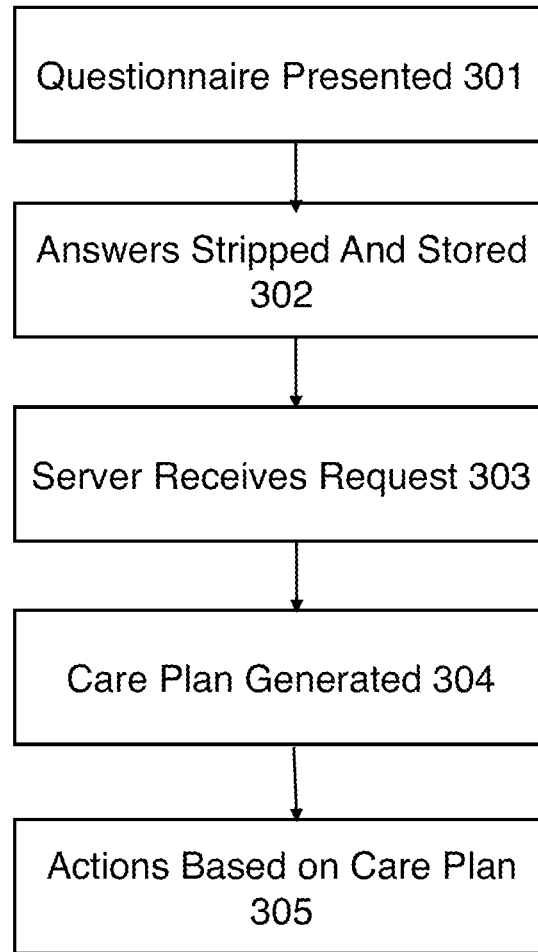 Questionnaire Presented 301
Answers Stripped And Stored
302
Server Receives Request 303
Care Plan Generated 304
Actions Based on Care Plan
305